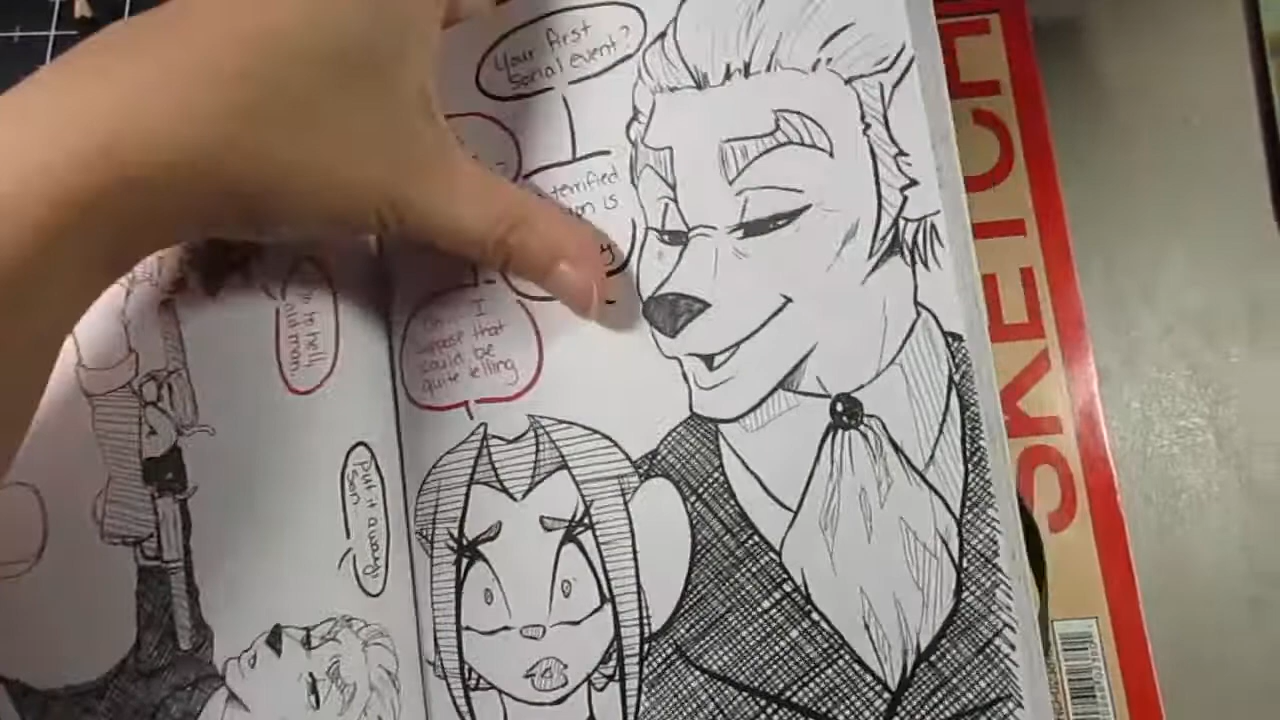 Your first
social event?
terrified
is
Oh... I
suppose that
could be
quite telling
to hell,
old man
Put it away,
son
SKETCH